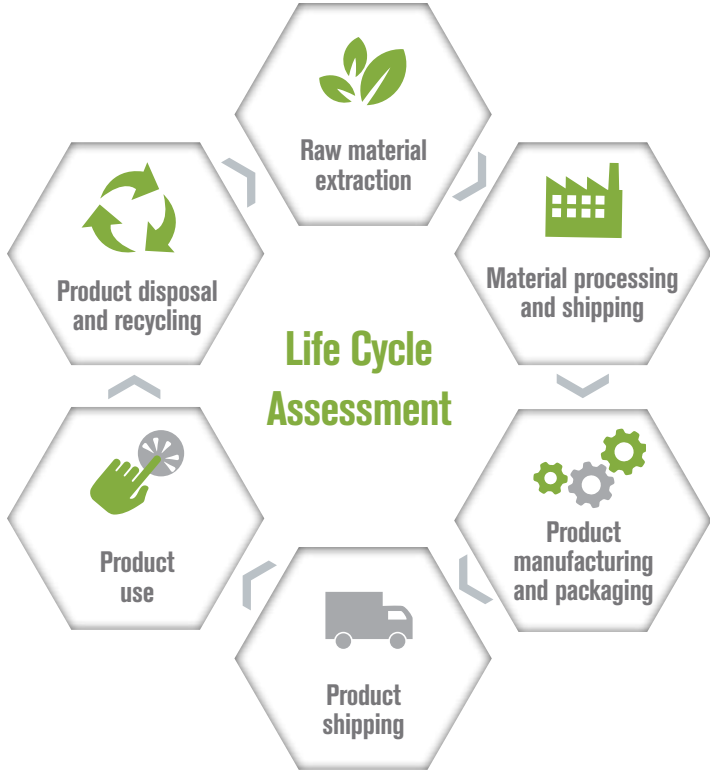 Raw material
extraction
Material processing
and shipping
Product
manufacturing
and packaging
Product
shipping
Product
use
Product disposal
and recycling
Life Cycle
Assessment